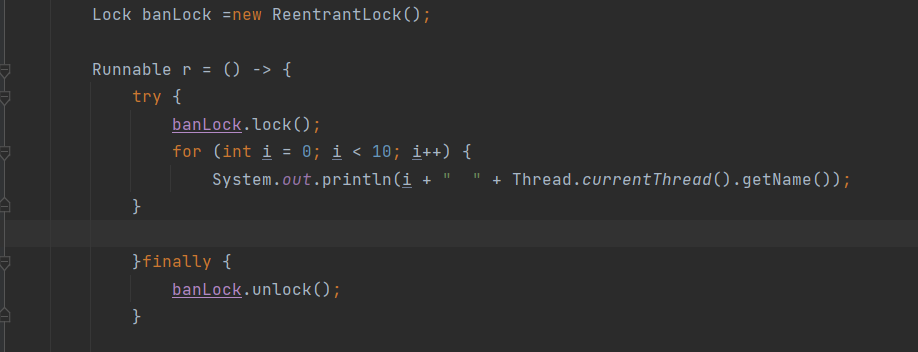 Lock banLock =new ReentrantLock();
Runnable r = () -> {
try {
banLock.lock();
for (int i = 0; i < 10; i++) {
System.out.println(i + "  " + Thread.currentThread().getName());
}
}finally {
banLock.unlock();
}